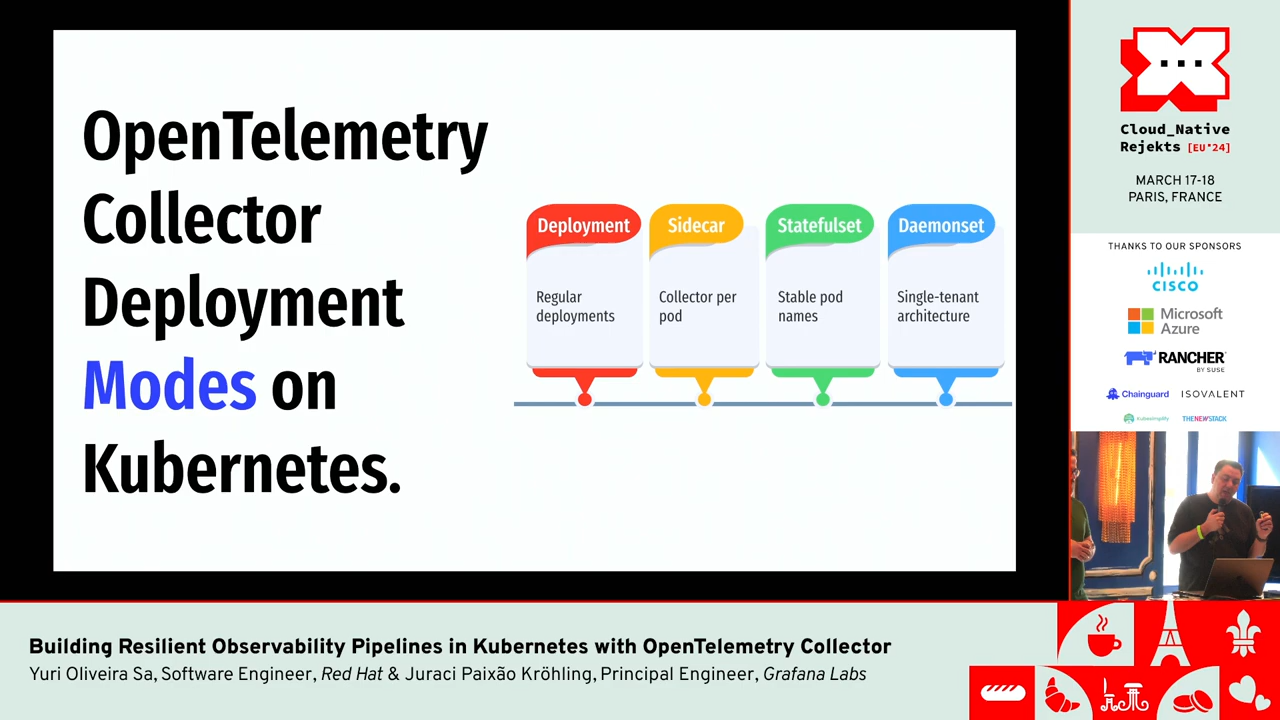 OpenTelemetry
Collector
Deployment
Modes on
Kubernetes.
Deployment
Regular
deployments
Sidecar
Collector per
pod
Statefulset
Stable pod
names
Daemonset
Single-tenant
architecture
Cloud_Native
Rejekts [EU*24]
MARCH 17-18
PARIS, FRANCE
THANKS TO OUR SPONSORS
CISCO
Microsoft
Azure
RANCHER
BY SUSE
Chainguard
ISOVALENT
kubesimplify
THENEWSTACK
Building Resilient Observability Pipelines in Kubernetes with OpenTelemetry Collector
Yuri Oliveira Sa, Software Engineer, Red Hat & Juraci Paixão Kröhling, Principal Engineer, Grafana Labs